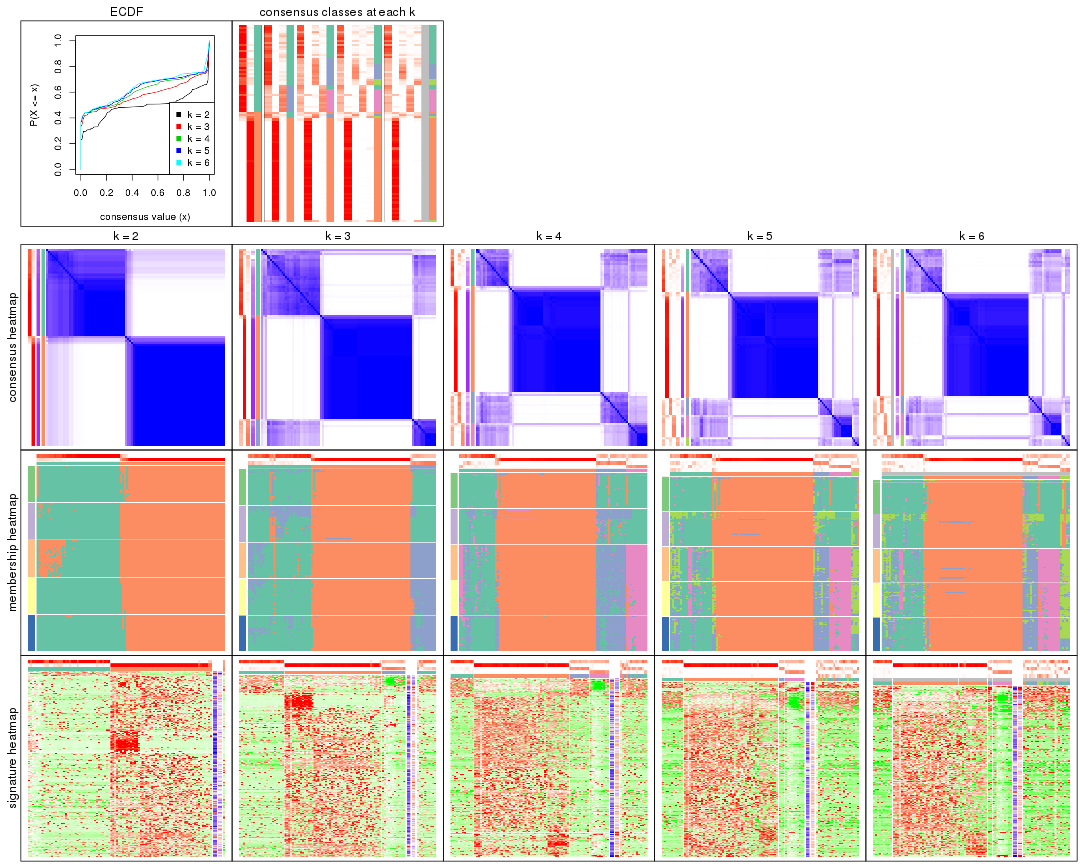 ECDF
consensus classes at each k
P(X <= x)
0.0 0.2 0.4 0.6 0.8 1.0
k = 2
k = 3
k = 4
k = 5
k = 6
0.0 0.2 0.4 0.6 0.8 1.0
consensus value (x)
k = 2
k = 3
k = 4
k = 5
k = 6
consensus heatmap
membership heatmap
signature heatmap